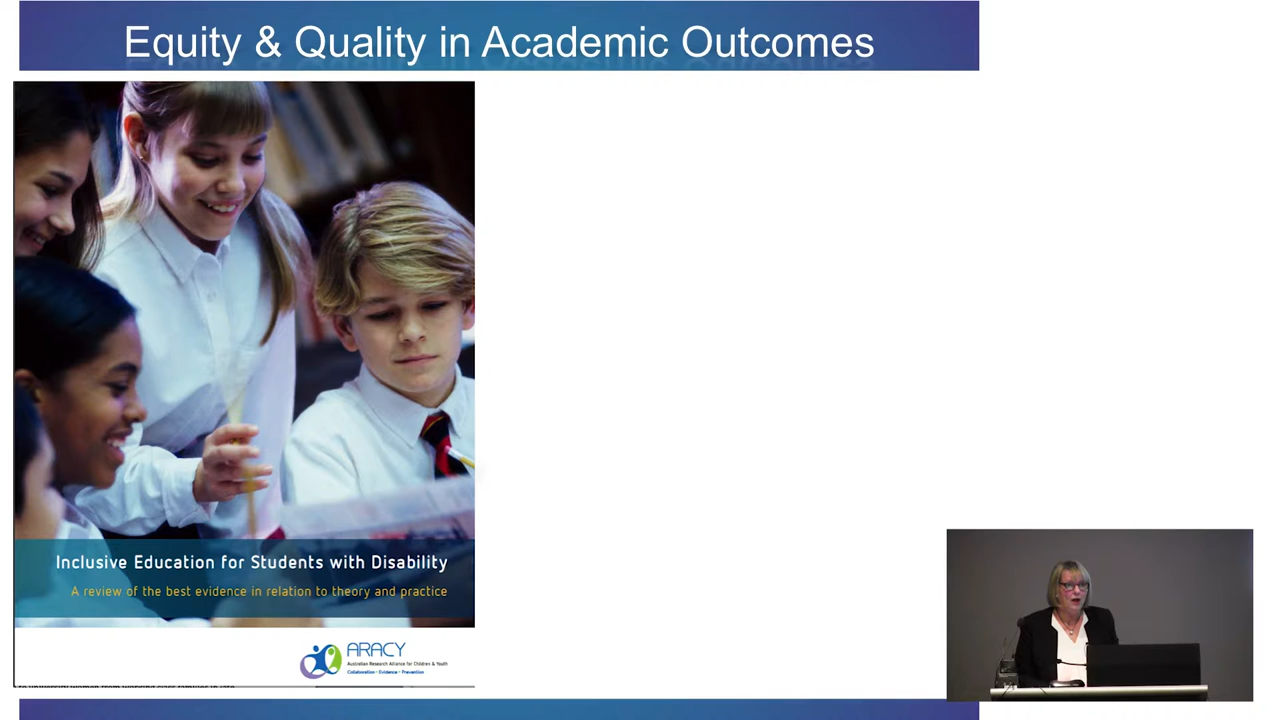 Equity & Quality in Academic Outcomes
Inclusive Education for Students with Disability
A review of the best evidence in relation to theory and practice
ARACY
Australian Research Alliance for Children & Youth
Collaboration • Evidence • Prevention